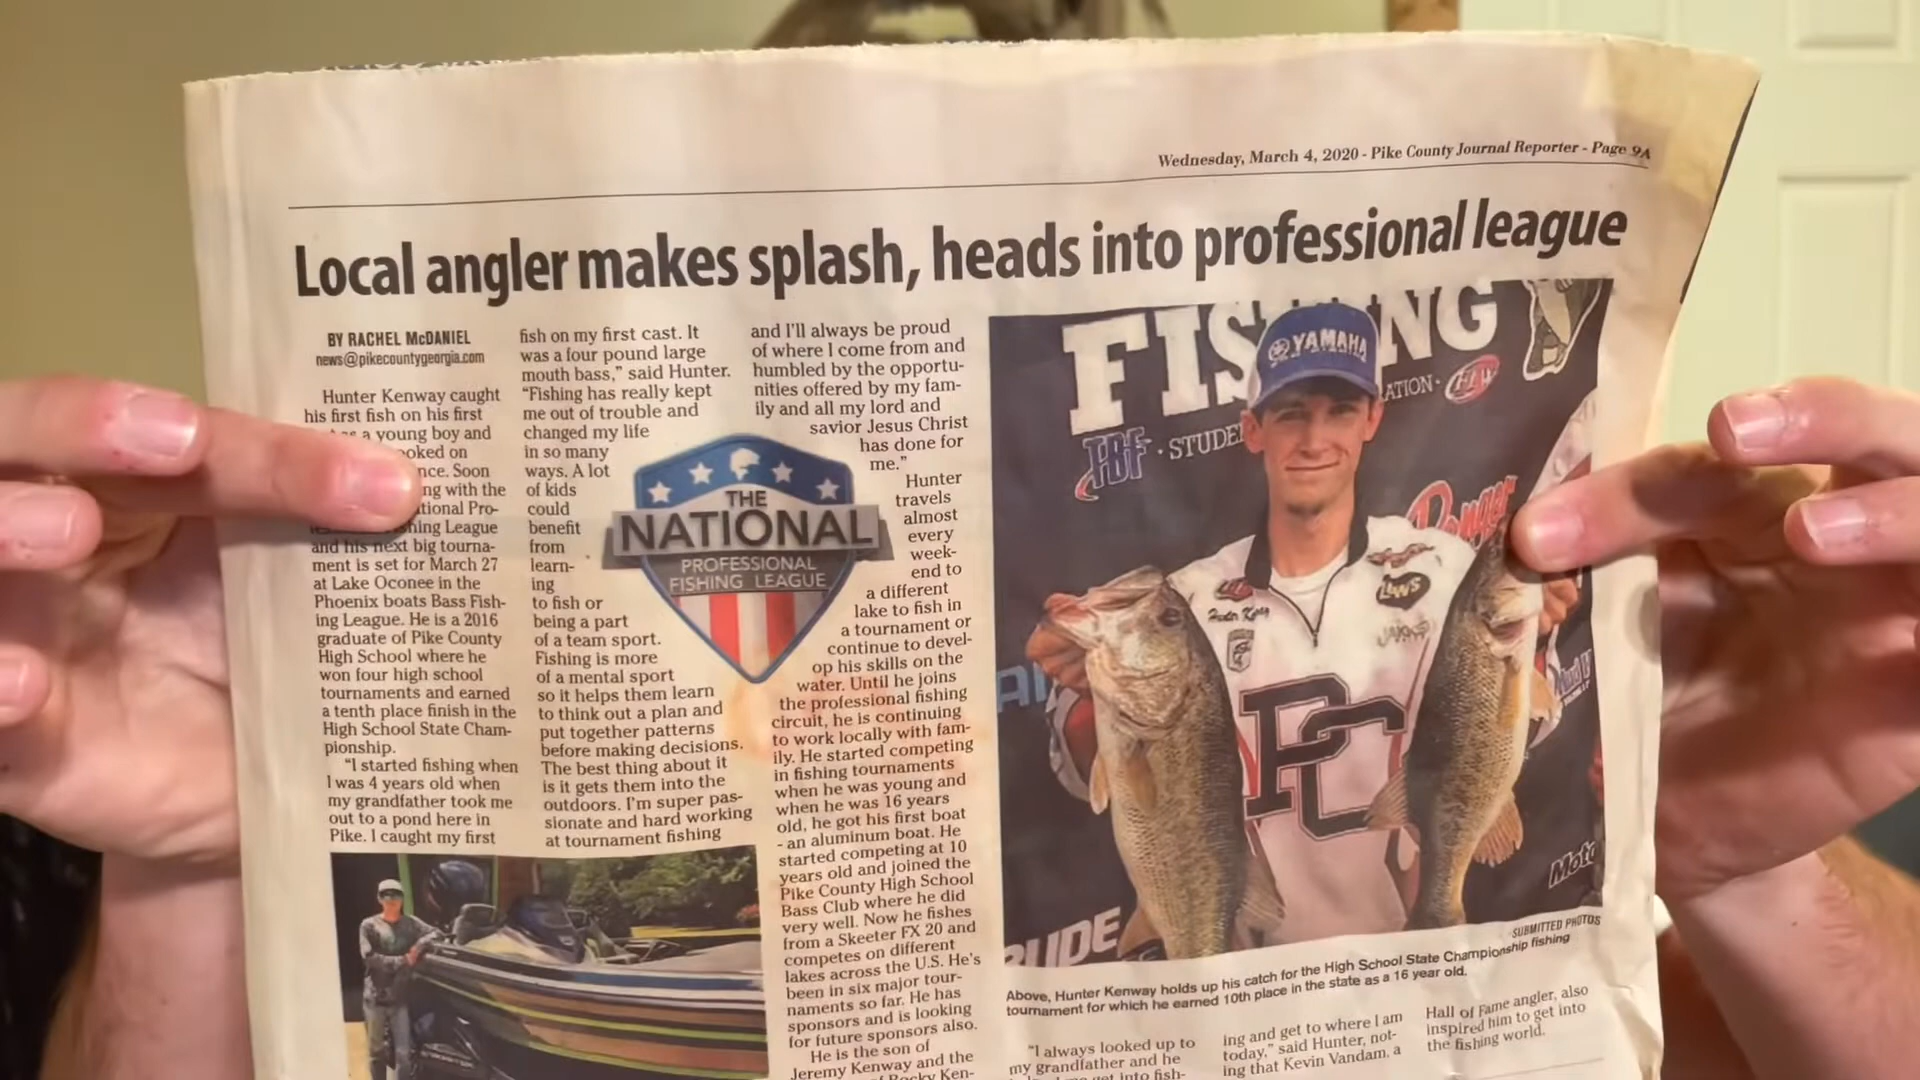 Wednesday, March 4, 2020 - Pike County Journal Reporter - Page 9A
Local angler makes splash, heads into professional league
BY RACHEL McDANIEL
news@pikecountygeorgia.com
Hunter Kenway caught
his first fish on his first
a young boy and
on
Soon
with the
Pro-
League
and his next big tourna-
ment is set for March 27
at Lake Oconee in the
Phoenix boats Bass Fish-
ing League. He is a 2016
graduate of Pike County
High School where he
won four high school
tournaments and earned
a tenth place finish in the
High School State Cham-
pionship.
"I started fishing when
I was 4 years old when
my grandfather took me
out to a pond here in
Pike. I caught my first
fish on my first cast. It
was a four pound large
mouth bass," said Hunter.
"Fishing has really kept
me out of trouble and
changed my life
in so many
ways. A lot
of kids
could
benefit
from
learn-
ing
to fish or
being a part
of a team sport.
Fishing is more
of a mental sport
so it helps them learn
to think out a plan and
put together patterns
before making decisions.
The best thing about it
is it gets them into the
outdoors. I'm super pas-
sionate and hard working
at tournament fishing
THE
NATIONAL
PROFESSIONAL
FISHING LEAGUE
and I'll always be proud
of where I come from and
humbled by the opportu-
nities offered by my fam-
ily and all my lord and
savior Jesus Christ
has done for
me."
Hunter
travels
almost
every
week-
end to
a different
lake to fish in
a tournament or
continue to devel-
op his skills on the
water. Until he joins
the professional fishing
circuit, he is continuing
to work locally with fam-
ily. He started competing
in fishing tournaments
when he was young and
when he was 16 years
old, he got his first boat
- an aluminum boat. He
started competing at 10
years old and joined the
Pike County High School
Bass Club where he did
very well. Now he fishes
from a Skeeter FX 20 and
competes on different
lakes across the U.S. He's
been in six major tour-
naments so far. He has
sponsors and is looking
for future sponsors also.
He is the son of
Jeremy Kenway and the
YAMAHA
TBF
FLW
Ranger
LEWS
PC
SUBMITTED PHOTOS
Above, Hunter Kenway holds up his catch for the High School State Championship fishing
tournament for which he earned 10th place in the state as a 16 year old.
"I always looked up to
my grandfather and he
ing and get to where I am
today," said Hunter, not-
ing that Kevin Vandam, a
Hall of Fame angler, also
inspired him to get into
the fishing world.